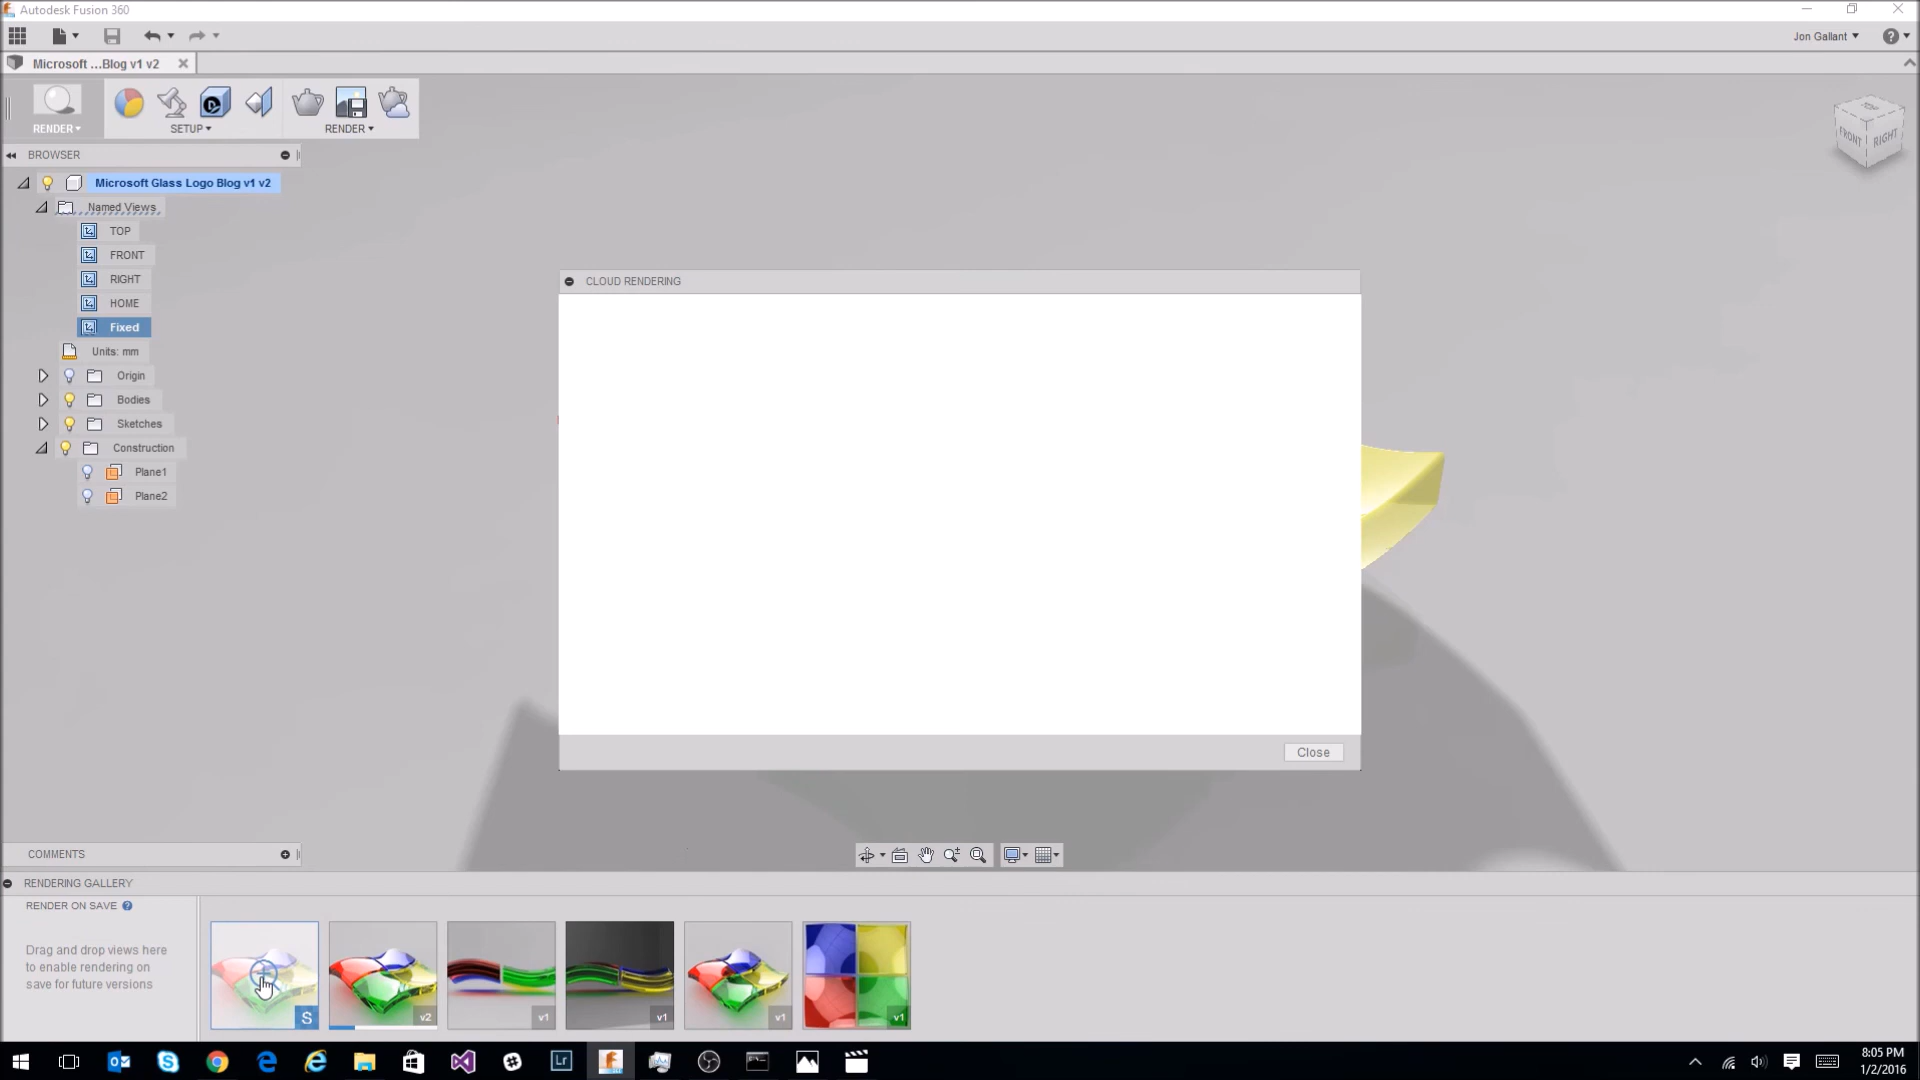 Autodesk Fusion 360
Jon Gallant
Microsoft ...Blog v1 v2
RENDER
SETUP
RENDER
TOP
FRONT
RIGHT
BROWSER
Microsoft Glass Logo Blog v1 v2
Named Views
TOP
FRONT
RIGHT
HOME
Fixed
Units: mm
Origin
Bodies
Sketches
Construction
Plane1
Plane2
CLOUD RENDERING
Close
COMMENTS
RENDERING GALLERY
RENDER ON SAVE
Drag and drop views here
to enable rendering on
save for future versions
S
v2
v1
v1
v1
v1
Lr
8:05 PM
1/2/2016